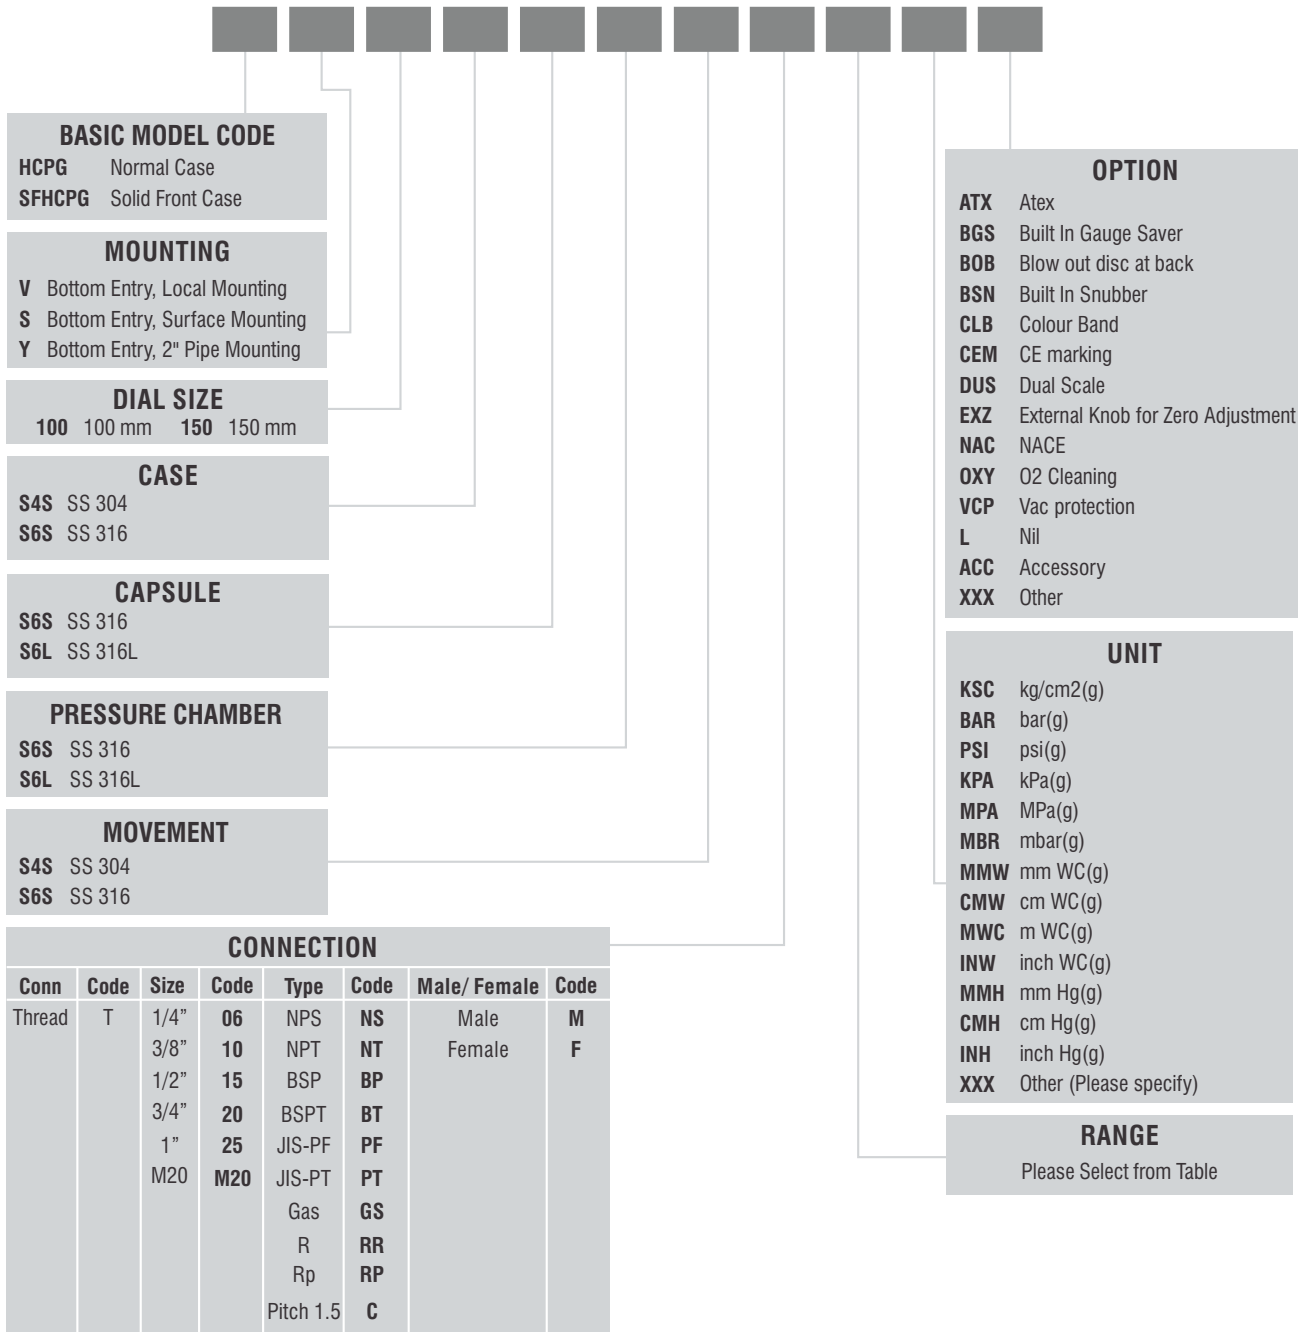 BASIC MODEL CODE
HCPG Normal Case
SFHCPG Solid Front Case
MOUNTING
V Bottom Entry, Local Mounting
S Bottom Entry, Surface Mounting
Y Bottom Entry, 2" Pipe Mounting
DIAL SIZE
100 100 mm 150 150 mm
CASE
S4S SS 304
S6S SS 316
CAPSULE
S6S SS 316
S6L SS 316L
PRESSURE CHAMBER
S6S SS 316
S6L SS 316L
MOVEMENT
S4S SS 304
S6S SS 316
CONNECTION
Conn Code Size Code Type Code Male/ Female Code
Thread T 1/4” 06 NPS NS Male M
3/8” 10 NPT NT Female F
1/2” 15 BSP BP
3/4” 20 BSPT BT
1” 25 JIS-PF PF
M20 M20 JIS-PT PT
Gas GS
R RR
Rp RP
Pitch 1.5 C
OPTION
ATX Atex
BGS Built In Gauge Saver
BOB Blow out disc at back
BSN Built In Snubber
CLB Colour Band
CEM CE marking
DUS Dual Scale
EXZ External Knob for Zero Adjustment
NAC NACE
OXY O2 Cleaning
VCP Vac protection
L Nil
ACC Accessory
XXX Other
UNIT
KSC kg/cm2(g)
BAR bar(g)
PSI psi(g)
KPA kPa(g)
MPA MPa(g)
MBR mbar(g)
MMW mm WC(g)
CMW cm WC(g)
MWC m WC(g)
INW inch WC(g)
MMH mm Hg(g)
CMH cm Hg(g)
INH inch Hg(g)
XXX Other (Please specify)
RANGE
Please Select from Table